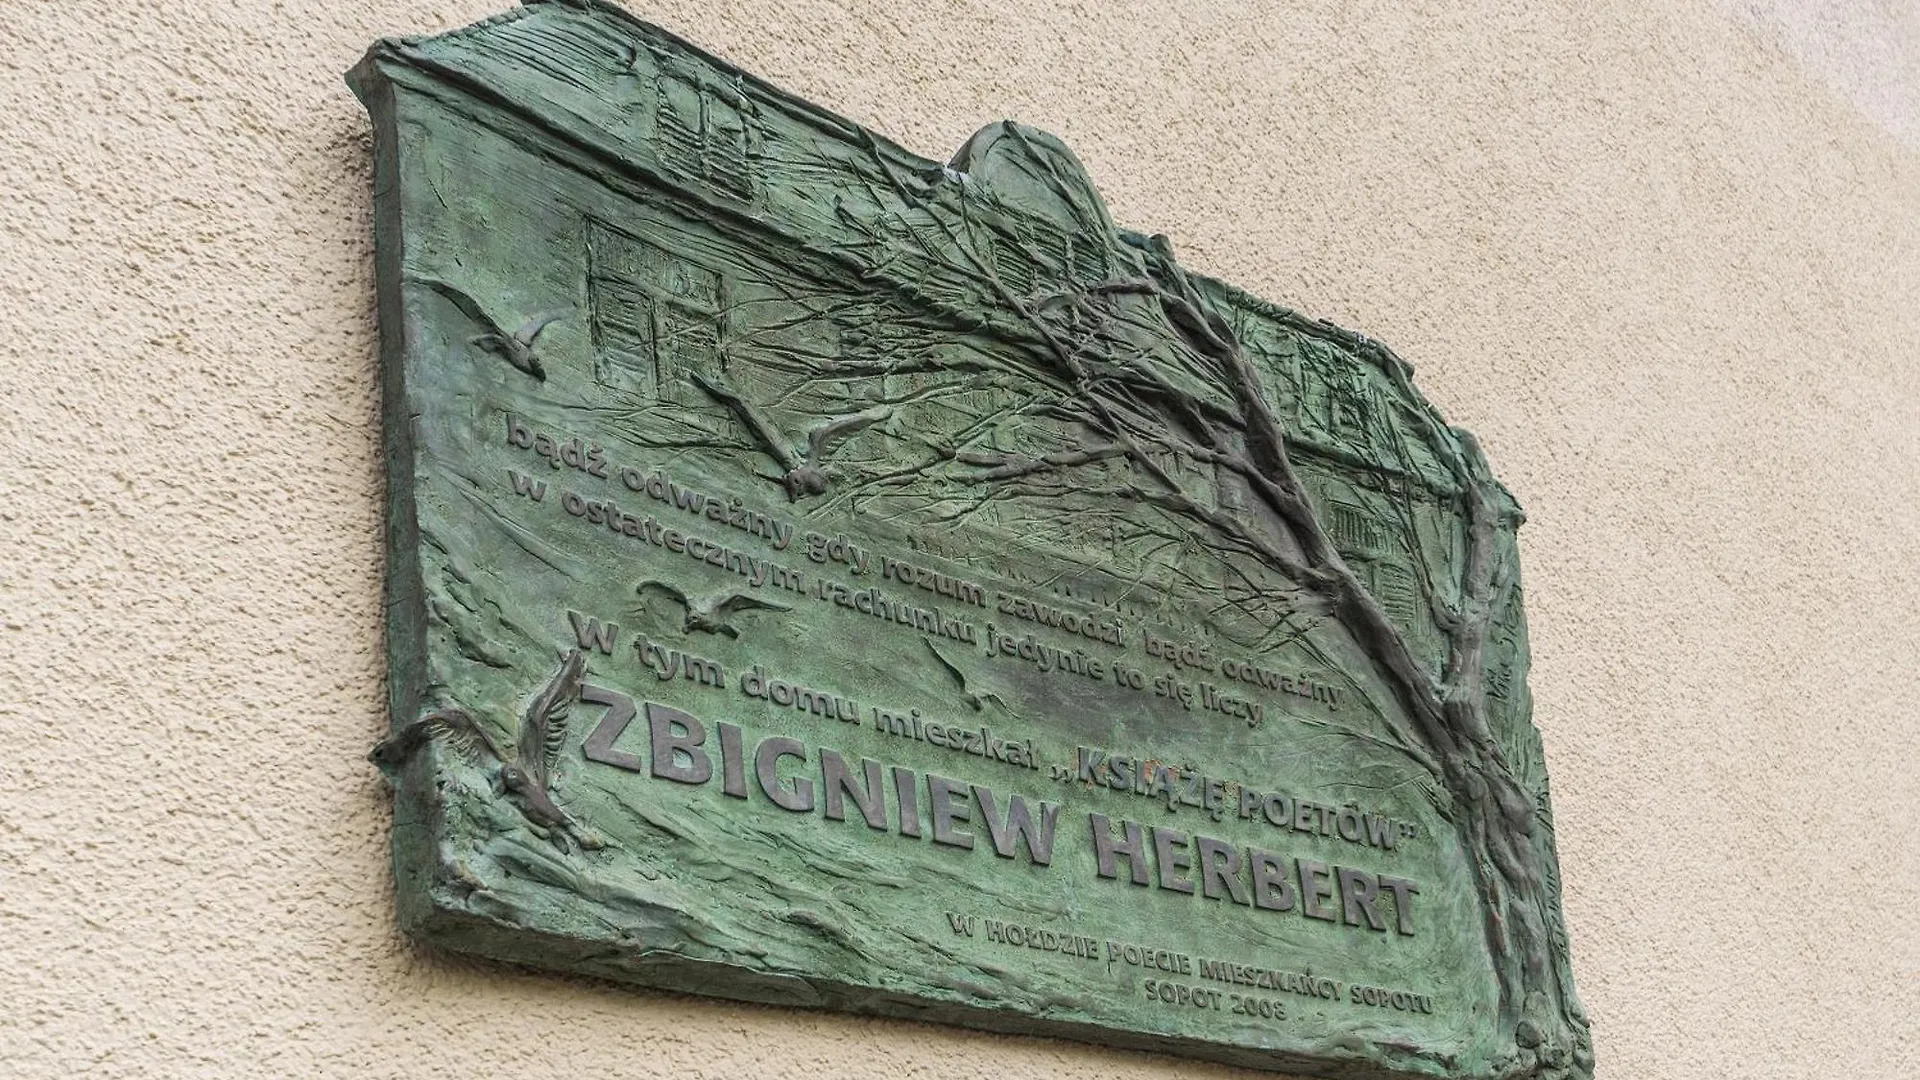 bądź odważny gdy rozum zawodzi bądź odważny
w ostatecznym rachunku jedynie to się liczy
W tym domu mieszkał „KSIĄŻĘ POETÓW”
ZBIGNIEW HERBERT
W HOŁDZIE POECIE MIESZKAŃCY SOPOTU
SOPOT 2008